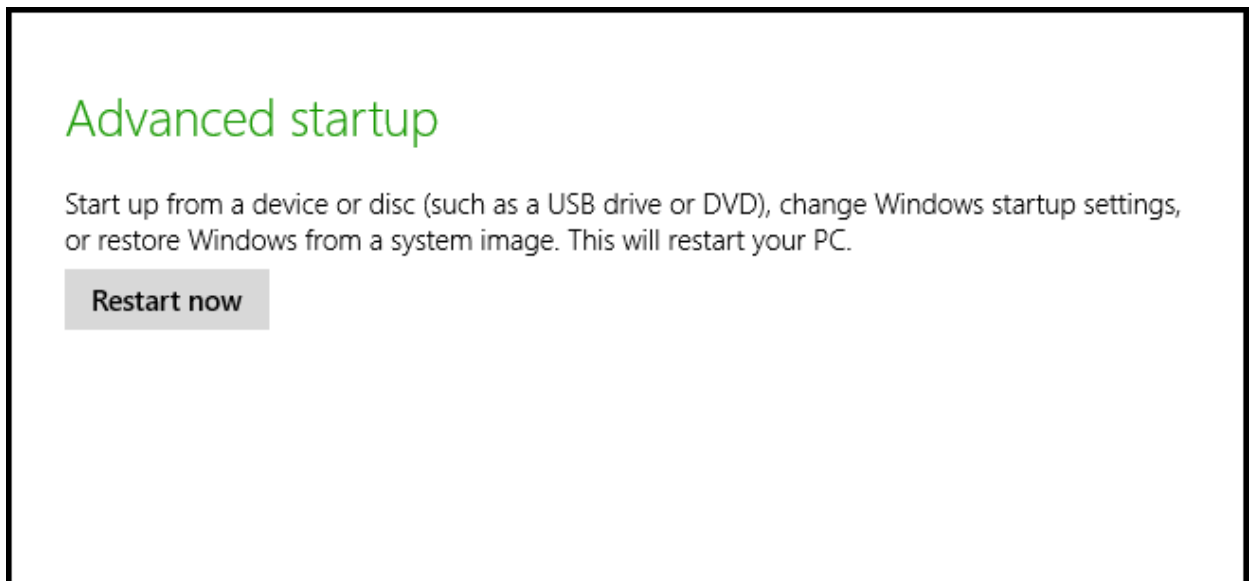 Advanced startup
Start up from a device or disc (such as a USB drive or DVD), change Windows startup settings,
or restore Windows from a system image. This will restart your PC.
Restart now